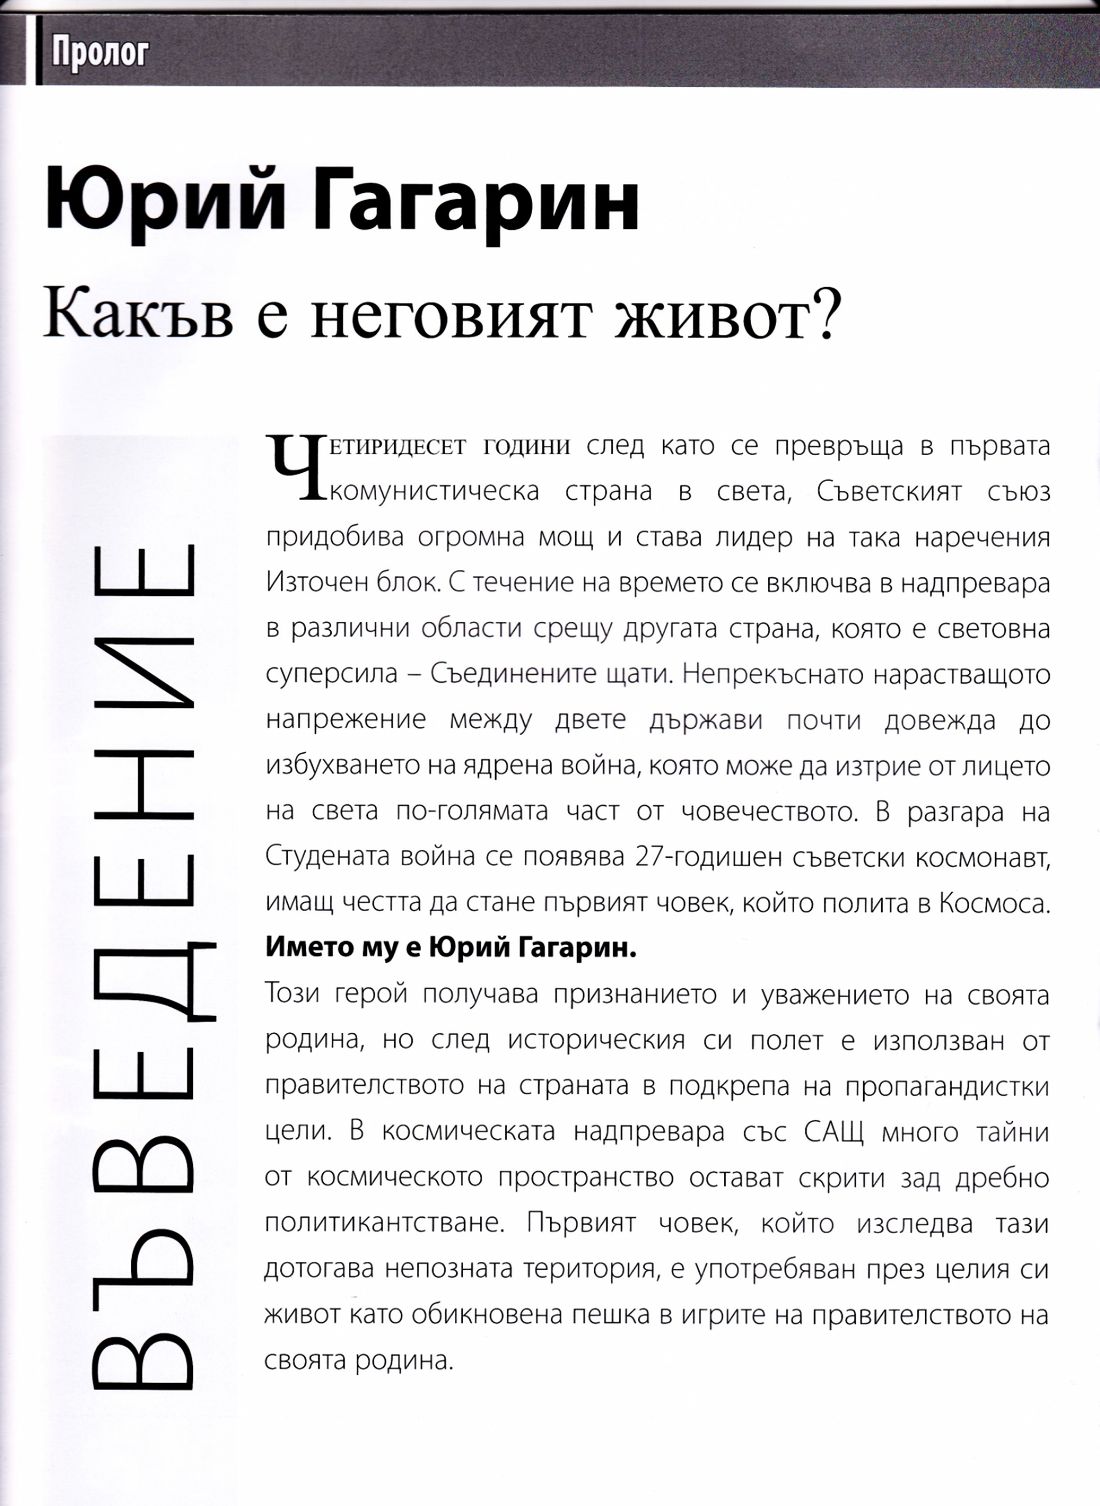 Пролог
Юрий Гагарин
Какъв е неговият живот?
ВЪВЕДЕНИЕ
Четиридесет години след като се превръща в първата
комунистическа страна в света, Съветският съюз
придобива огромна мощ и става лидер на така наречения
Източен блок. С течение на времето се включва в надпревара
в различни области срещу другата страна, която е световна
суперсила – Съединените щати. Непрекъснато нарастващото
напрежение между двете държави почти довежда до
избухването на ядрена война, която може да изтрие от лицето
на света по-голямата част от човечеството. В разгара на
Студената война се появява 27-годишен съветски космонавт,
имащ честта да стане първият човек, който полита в Космоса.
Името му е Юрий Гагарин.
Този герой получава признанието и уважението на своята
родина, но след историческия си полет е използван от
правителството на страната в подкрепа на пропагандистки
цели. В космическата надпревара със САЩ много тайни
от космическото пространство остават скрити зад дребно
политикантстване. Първият човек, който изследва тази
дотогава непозната територия, е употребяван през целия си
живот като обикновена пешка в игрите на правителството на
своята родина.